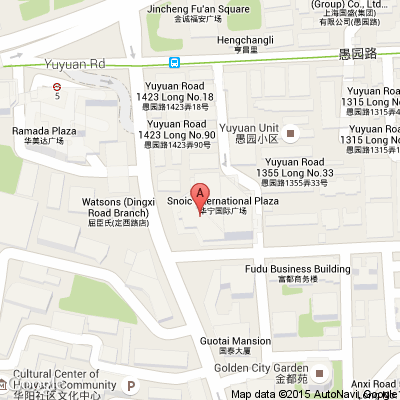 Jincheng Fu'an Square
金诚福安广场
Group) Co., Ltd
上海国盛(集团)
有限公司(愚园路)
Hengchangli
亨昌里
愚园路
Yuyuan Rd
5
Yuyuan Road
1423 Long No.18
愚园路1423弄18号
Yuyuan Road
1315 Long No.
愚园路1315弄
Ramada Plaza
华美达广场
Yuyuan Road
1423 Long No.90
愚园路1423弄90号
Yuyuan Unit
愚园小区
Yuyuan Road
1315 Long No.
愚园路1315弄
Yuyuan Road
1355 Long No.33
愚园路1355弄33号
A
Watsons (Dingxi
Road Branch)
屈臣氏(定西路店)
Snoic International Plaza
华宁国际广场
Fudu Business Building
富都商务楼
Guotai Mansion
国泰大厦
Golden City Garden
金都苑
Cultural Center of
Huayang Community
华阳社区文化中心
P
Anxi Road
Map data ©2015 AutoNavi, Google